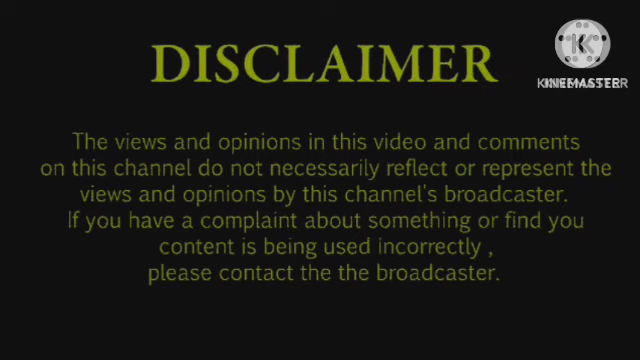 DISCLAIMER
KINEMASTER
The views and opinions in this video and comments
on this channel do not necessarily reflect or represent the
views and opinions by this channel's broadcaster.
If you have a complaint about something or find you
content is being used incorrectly ,
please contact the the broadcaster.